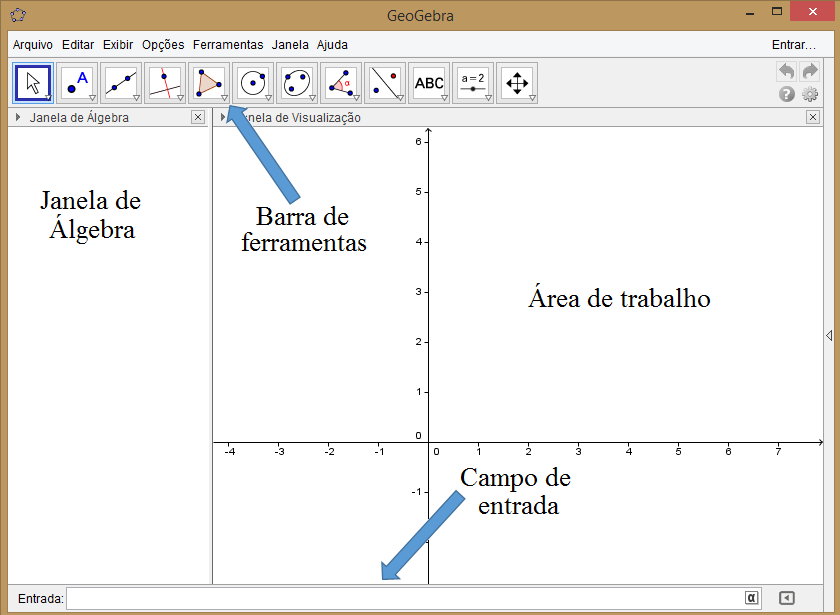 GeoGebra
Arquivo Editar Exibir Opções Ferramentas Janela Ajuda Entrar...
A
α
ABC
a=2
Janela de Álgebra
nela de Visualização
Janela de
Álgebra
Barra de
ferramentas
Área de trabalho
6
5
4
3
2
1
0
-4 -3 -2 -1 0 1 2 3 4 5 6 7
-1
Campo de
entrada
Entrada:
α